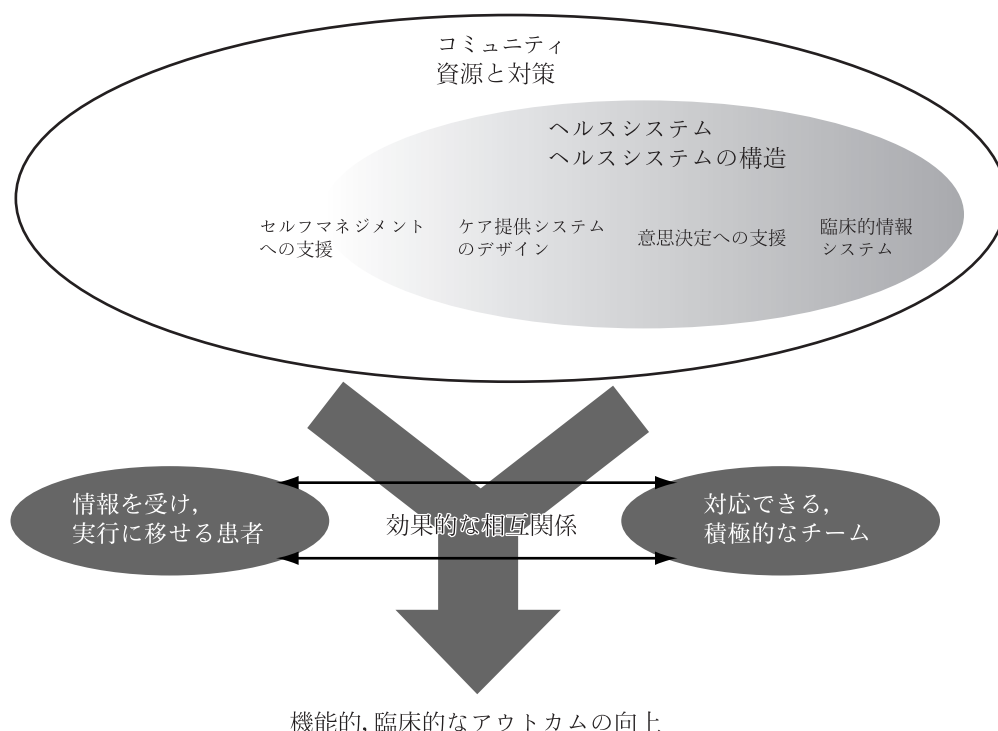 コミュニティ
資源と対策
ヘルスシステム
ヘルスシステムの構造
セルフマネジメント
への支援
ケア提供システム
のデザイン
意思決定への支援
臨床的情報
システム
情報を受け，
実行に移せる患者
効果的な相互関係
対応できる，
積極的なチーム
機能的，臨床的なアウトカムの向上